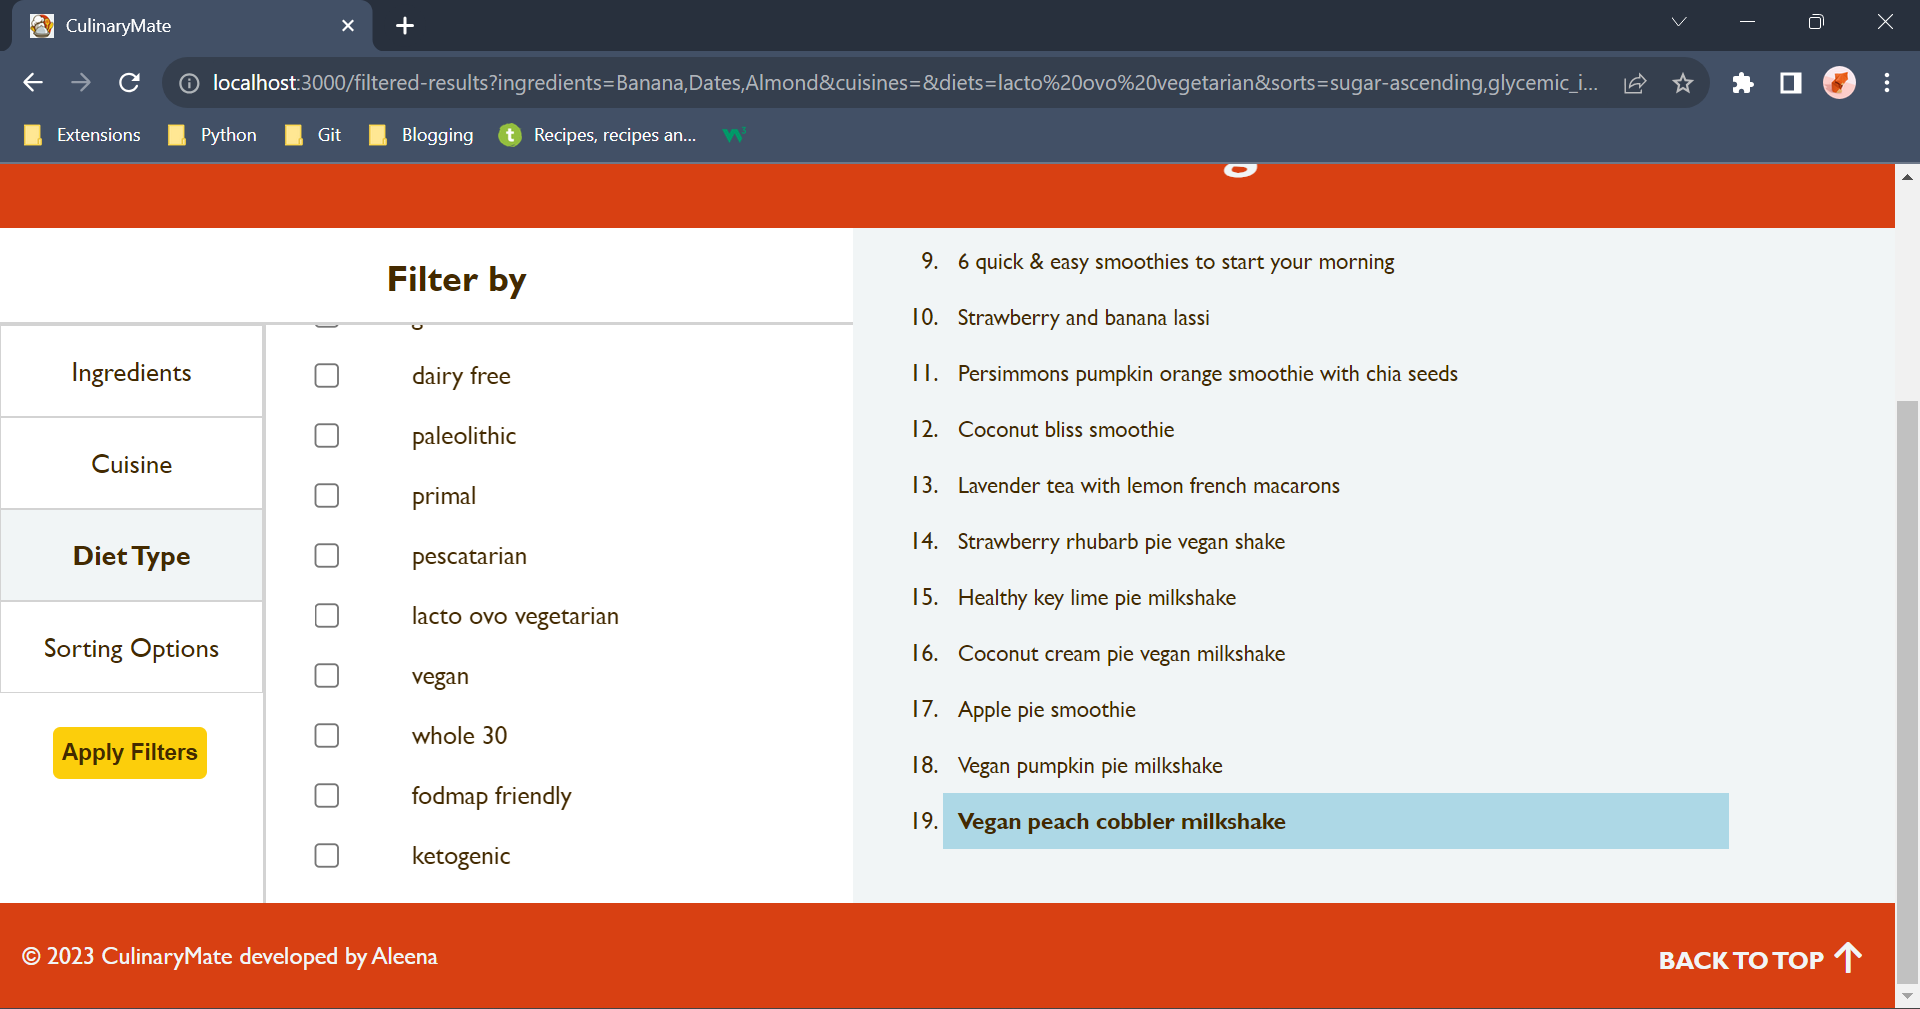 CulinaryMate
localhost:3000/filtered-results?ingredients=Banana,Dates,Almond&cuisines=&diets=lacto%20ovo%20vegetarian&sorts=sugar-ascending,glycemic_i...
Extensions
Python
Git
Blogging
t
Recipes, recipes an...
Filter by
Ingredients
Cuisine
Diet Type
Sorting Options
Apply Filters
dairy free
paleolithic
primal
pescatarian
lacto ovo vegetarian
vegan
whole 30
fodmap friendly
ketogenic
9. 6 quick & easy smoothies to start your morning
10. Strawberry and banana lassi
11. Persimmons pumpkin orange smoothie with chia seeds
12. Coconut bliss smoothie
13. Lavender tea with lemon french macarons
14. Strawberry rhubarb pie vegan shake
15. Healthy key lime pie milkshake
16. Coconut cream pie vegan milkshake
17. Apple pie smoothie
18. Vegan pumpkin pie milkshake
19. Vegan peach cobbler milkshake
© 2023 CulinaryMate developed by Aleena
BACK TO TOP